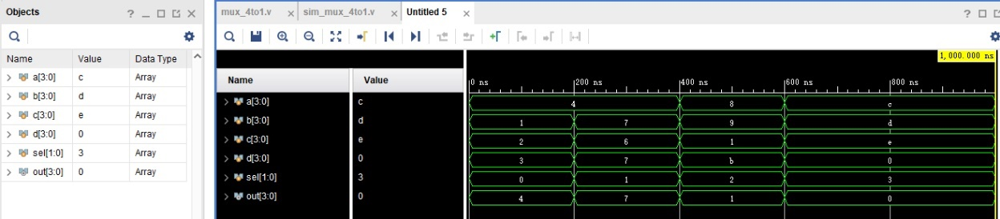 Objects
Name Value Data Type
a[3:0] c Array
b[3:0] d Array
c[3:0] e Array
d[3:0] 0 Array
sel[1:0] 3 Array
out[3:0] 0 Array
mux_4to1.v sim_mux_4to1.v Untitled 5
1,000.000 ns
Name Value 0 ns 200 ns 400 ns 600 ns 800 ns
a[3:0] c 4 8 c
b[3:0] d 1 7 9 d
c[3:0] e 2 6 1 e
d[3:0] 0 3 7 b 0
sel[1:0] 3 0 1 2 3
out[3:0] 0 4 7 1 0